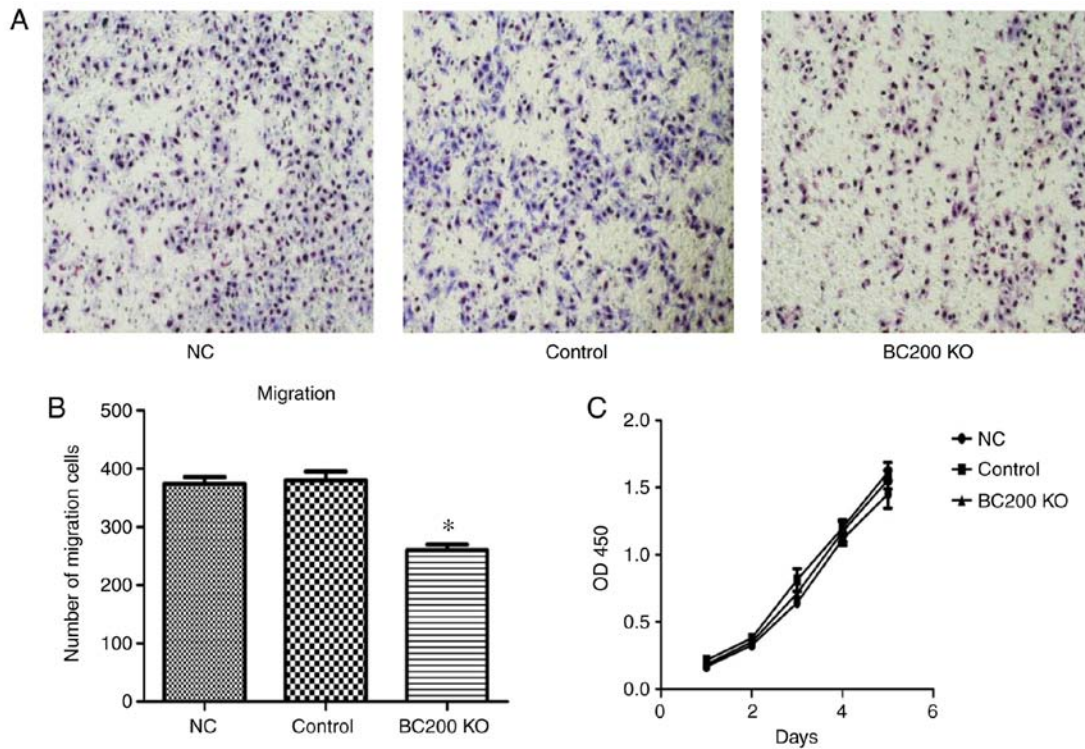 A
NC
Control
BC200 KO
B
Migration
Number of migration cells
500
400
300
200
100
0
*
NC
Control
BC200 KO
C
OD 450
2.0
1.5
1.0
0.5
0.0
0
2
4
6
Days
NC
Control
BC200 KO